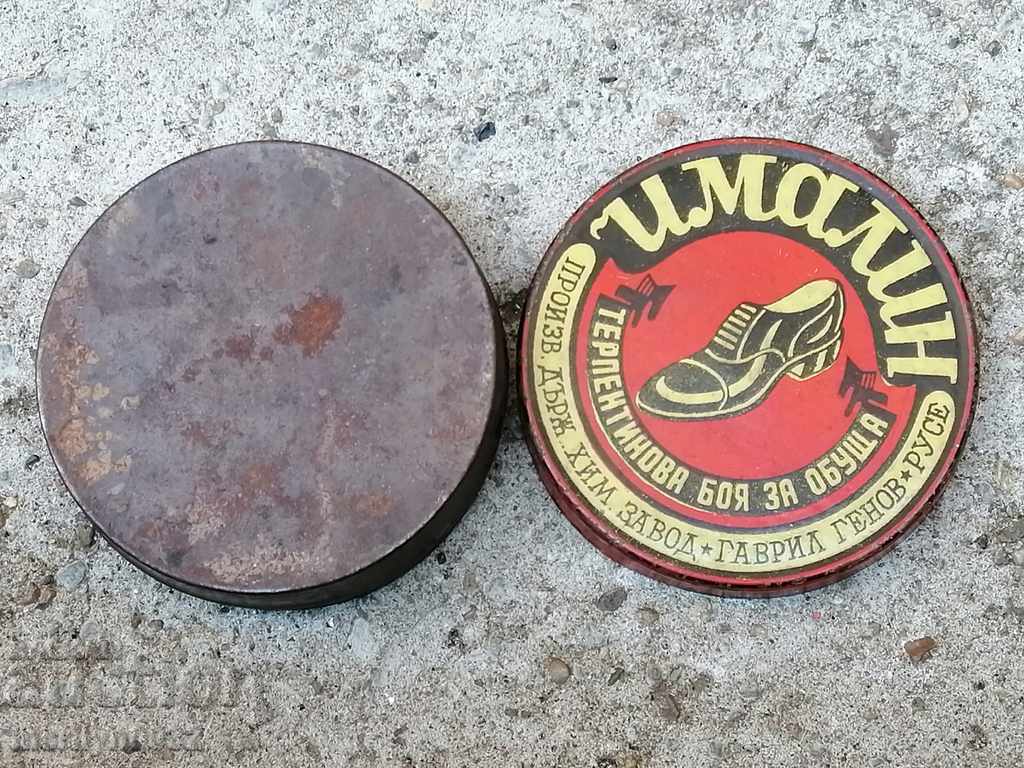 ИМАЛИН
ТЕРПЕНТИНОВА БОЯ ЗА ОБУЩА
ПРОИЗВ. ДЪРЖ. ХИМ. ЗАВОД ★ ГАВРИЛ ГЕНОВ ★ РУСЕ